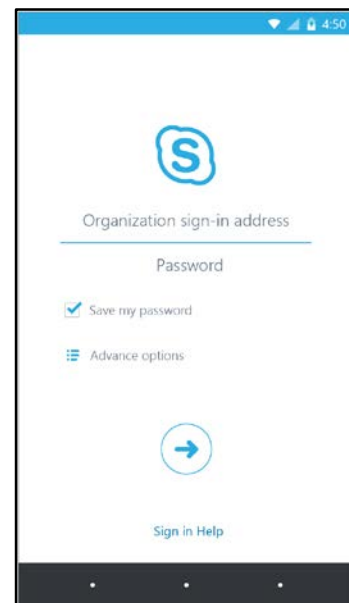 4:50
S
Organization sign-in address
Password
Save my password
Advance options
Sign in Help